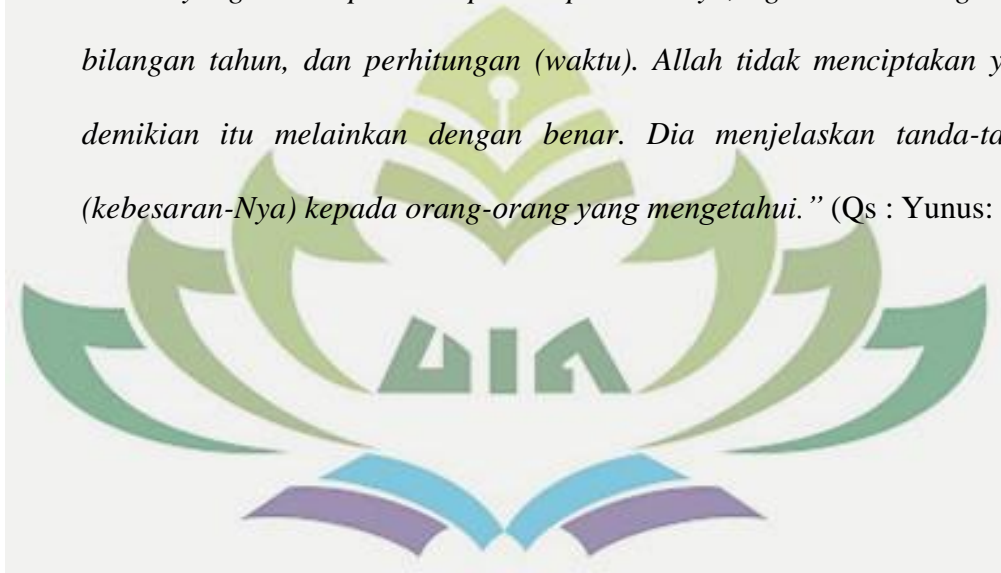 bilangan tahun, dan perhitungan (waktu). Allah tidak menciptakan
demikian itu melainkan dengan benar. Dia menjelaskan
(kebesaran-Nya) kepada orang-orang yang mengetahui." (Qs : Yunus:
UIN